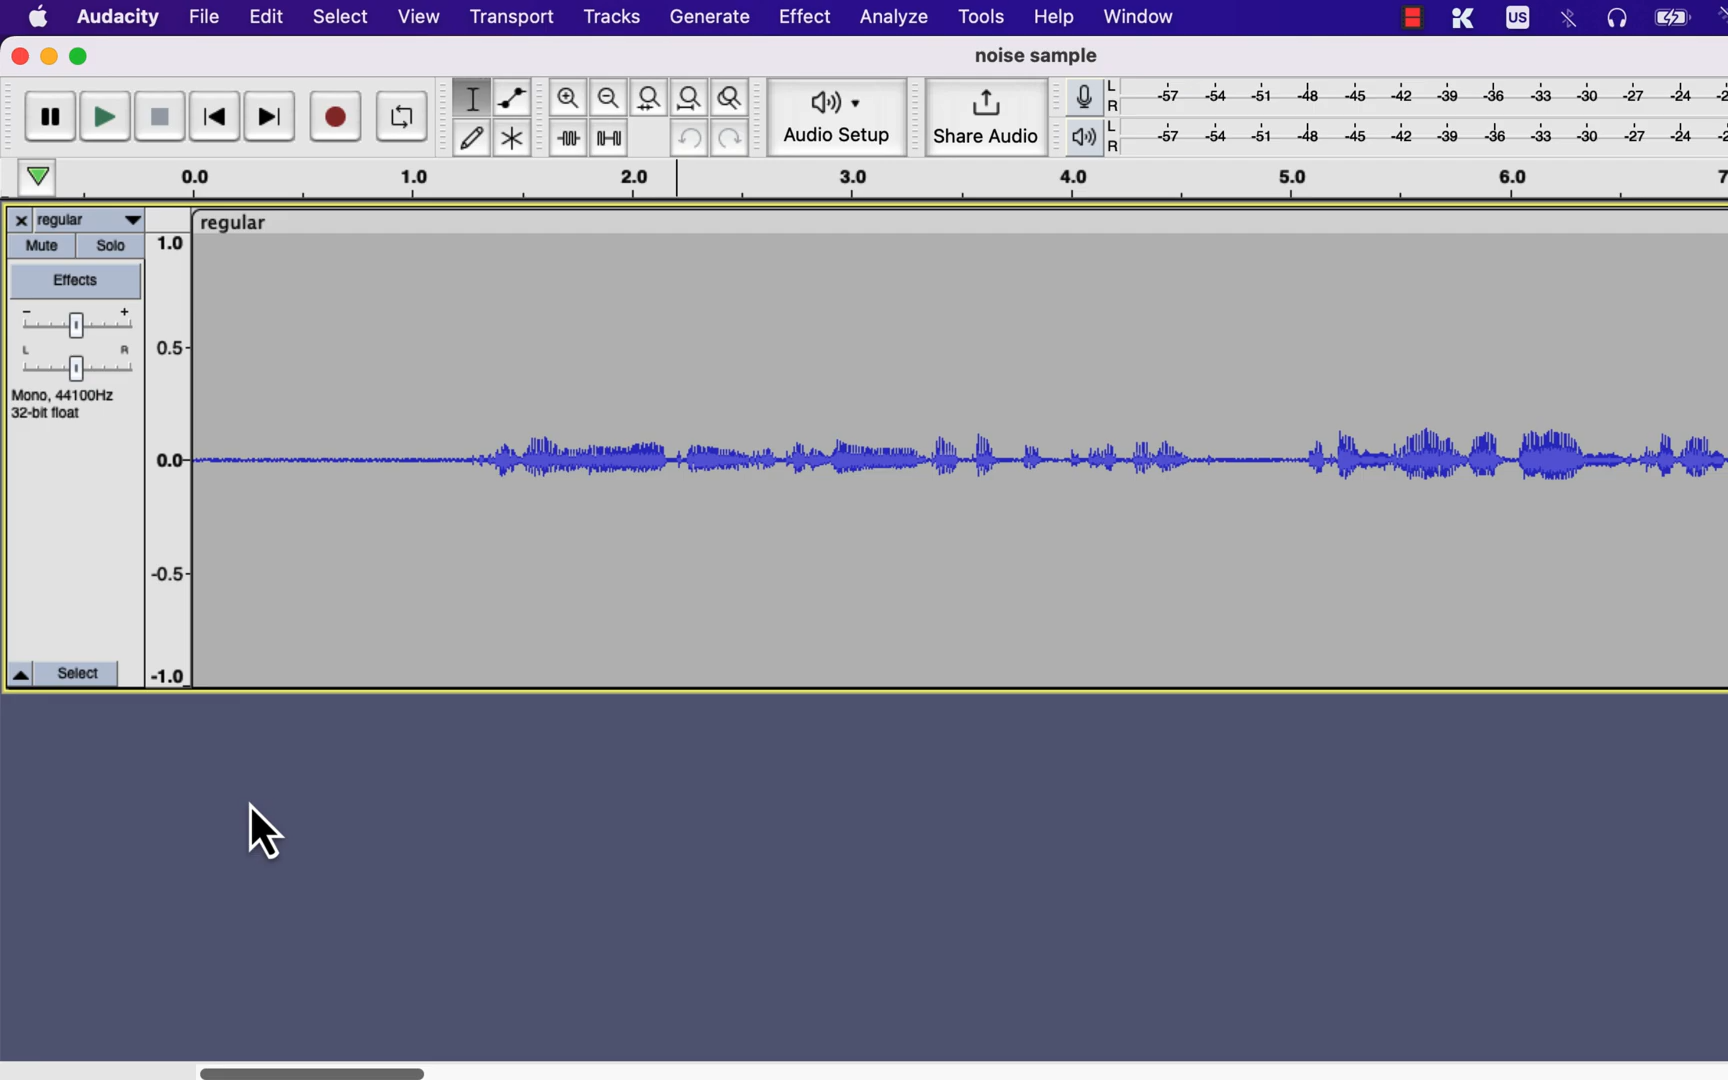 Audacity File Edit Select View Transport Tracks Generate Effect Analyze Tools Help Window US
noise sample
Audio Setup
Share Audio
L
R
-57 -54 -51 -48 -45 -42 -39 -36 -33 -30 -27 -24
L
R
-57 -54 -51 -48 -45 -42 -39 -36 -33 -30 -27 -24
0.0 1.0 2.0 3.0 4.0 5.0 6.0 7
regular
regular
Mute Solo
Effects
- +
L R
Mono, 44100Hz
32-bit float
Select
1.0
0.5
0.0
-0.5
-1.0